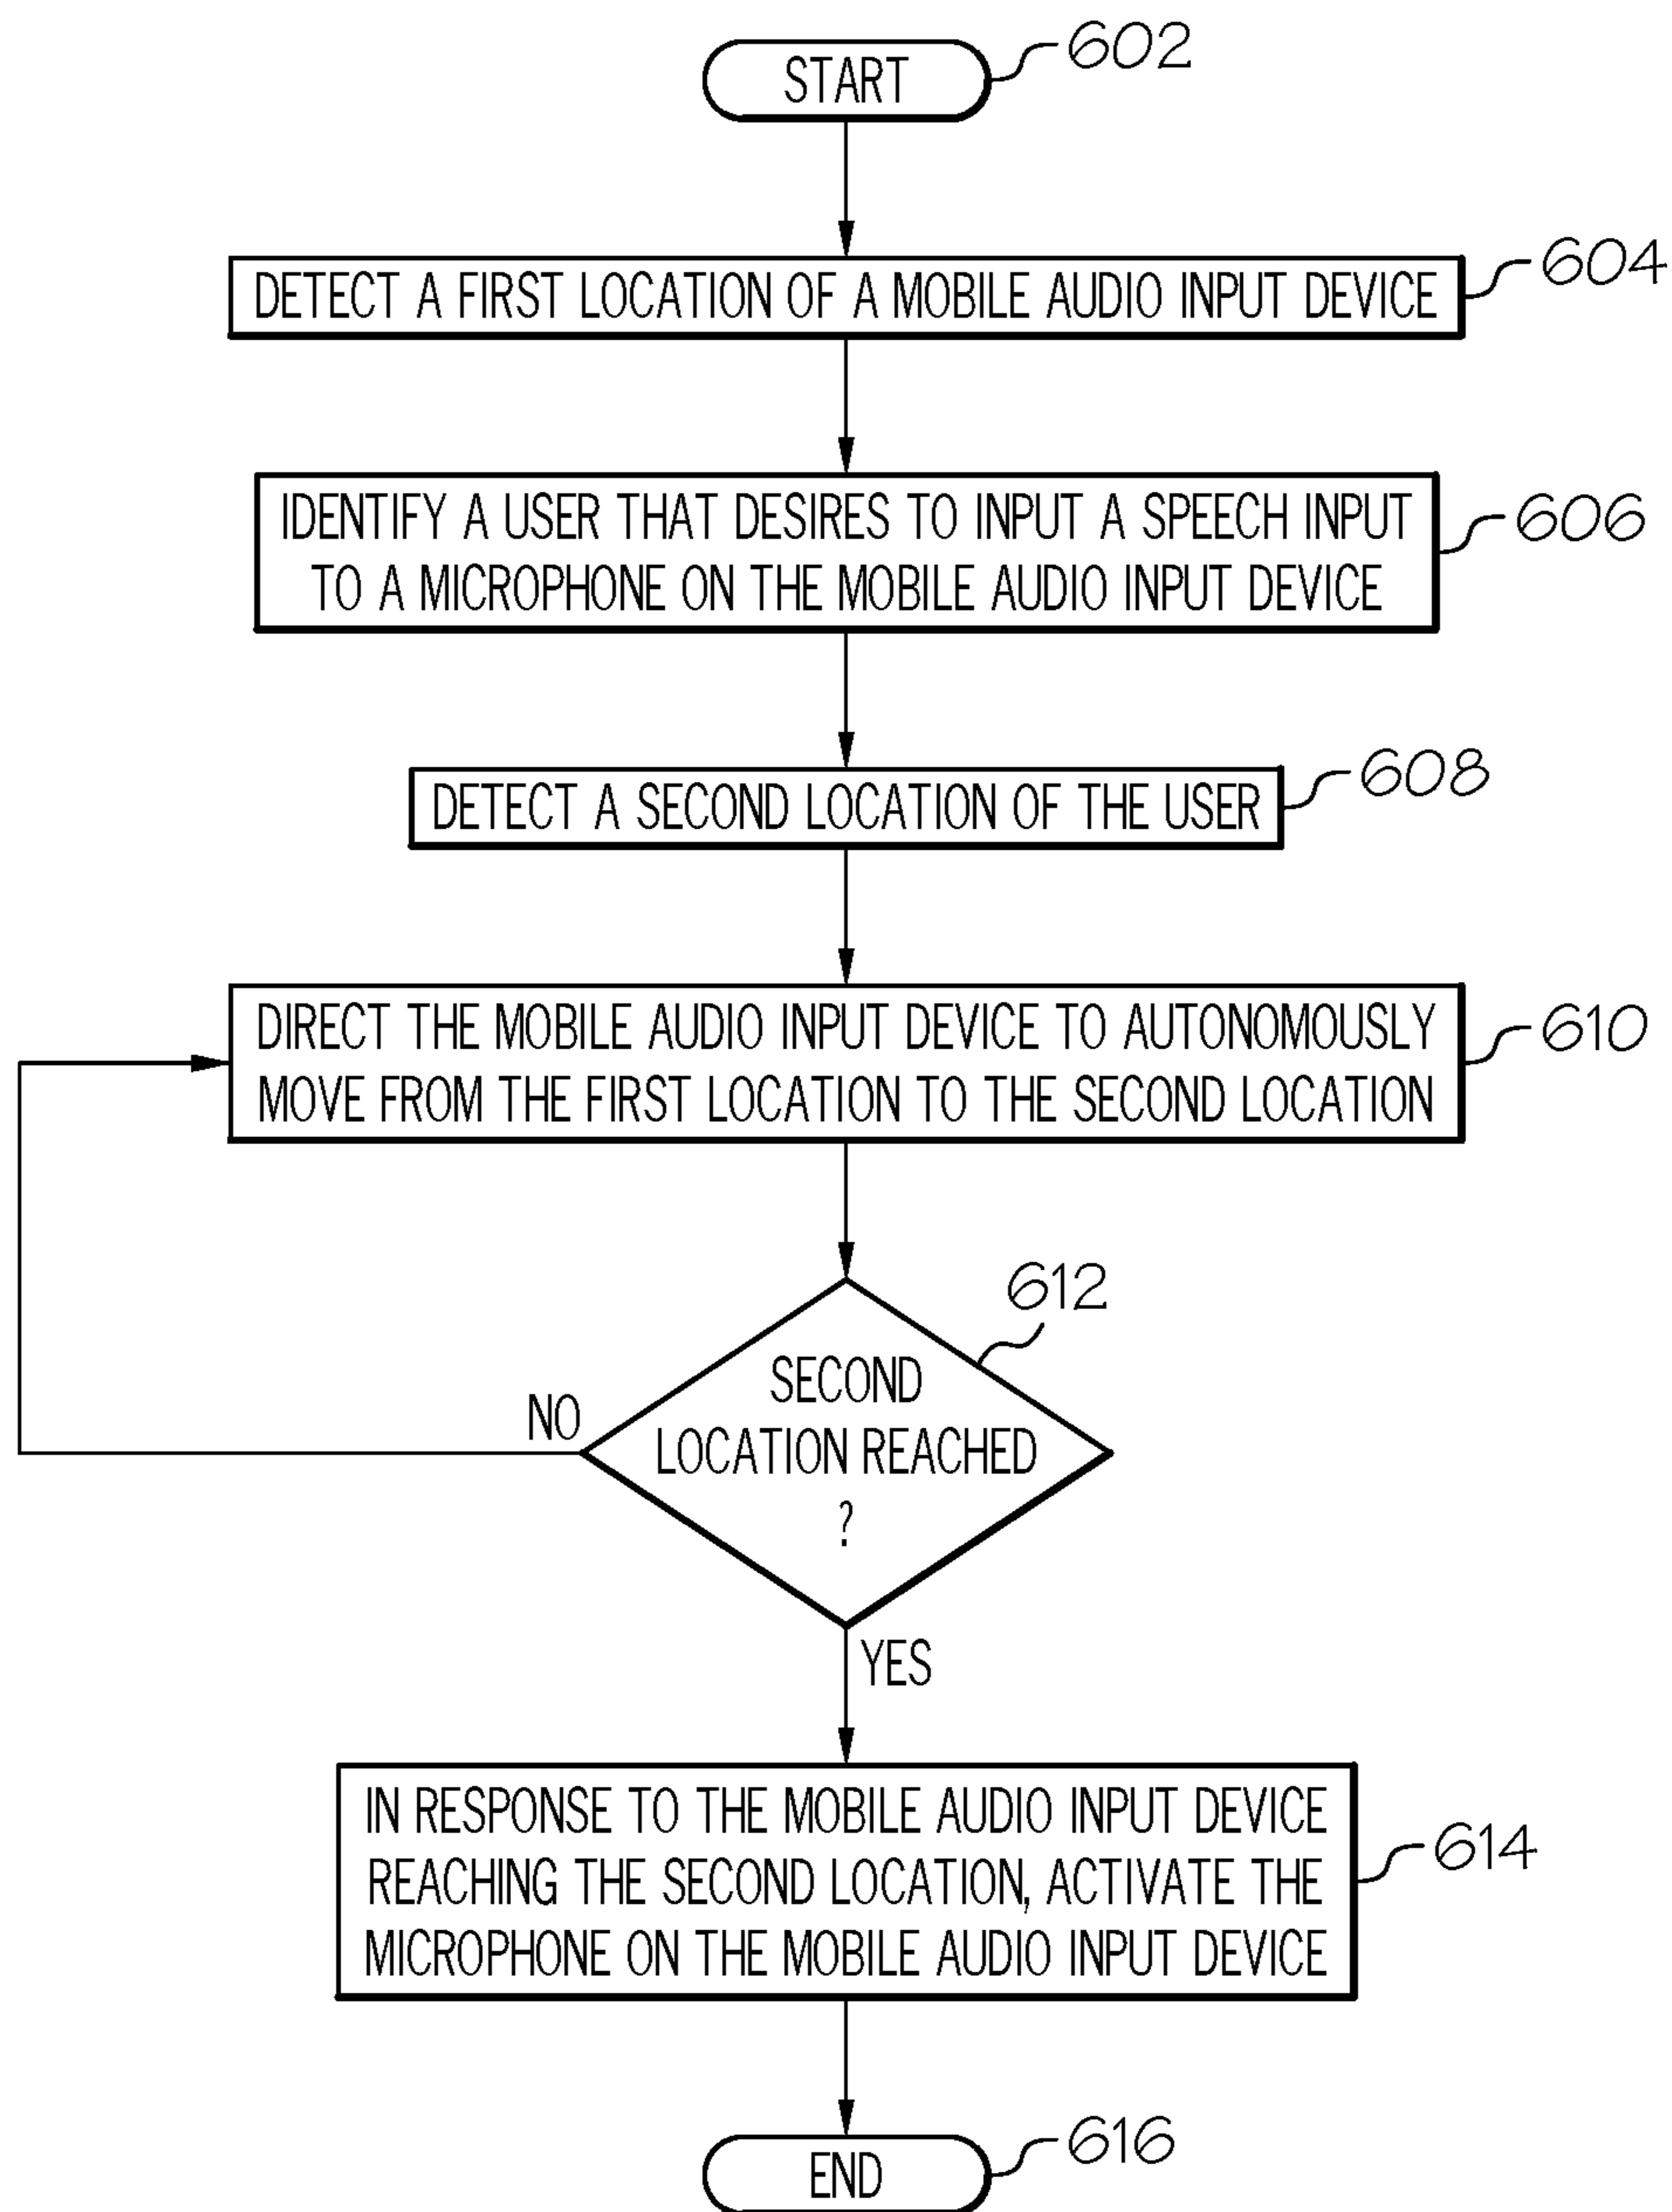 START
602
DETECT A FIRST LOCATION OF A MOBILE AUDIO INPUT DEVICE
604
IDENTIFY A USER THAT DESIRES TO INPUT A SPEECH INPUT
TO A MICROPHONE ON THE MOBILE AUDIO INPUT DEVICE
606
DETECT A SECOND LOCATION OF THE USER
608
DIRECT THE MOBILE AUDIO INPUT DEVICE TO AUTONOMOUSLY
MOVE FROM THE FIRST LOCATION TO THE SECOND LOCATION
610
612
SECOND
LOCATION REACHED
?
NO
YES
IN RESPONSE TO THE MOBILE AUDIO INPUT DEVICE
REACHING THE SECOND LOCATION, ACTIVATE THE
MICROPHONE ON THE MOBILE AUDIO INPUT DEVICE
614
END
616